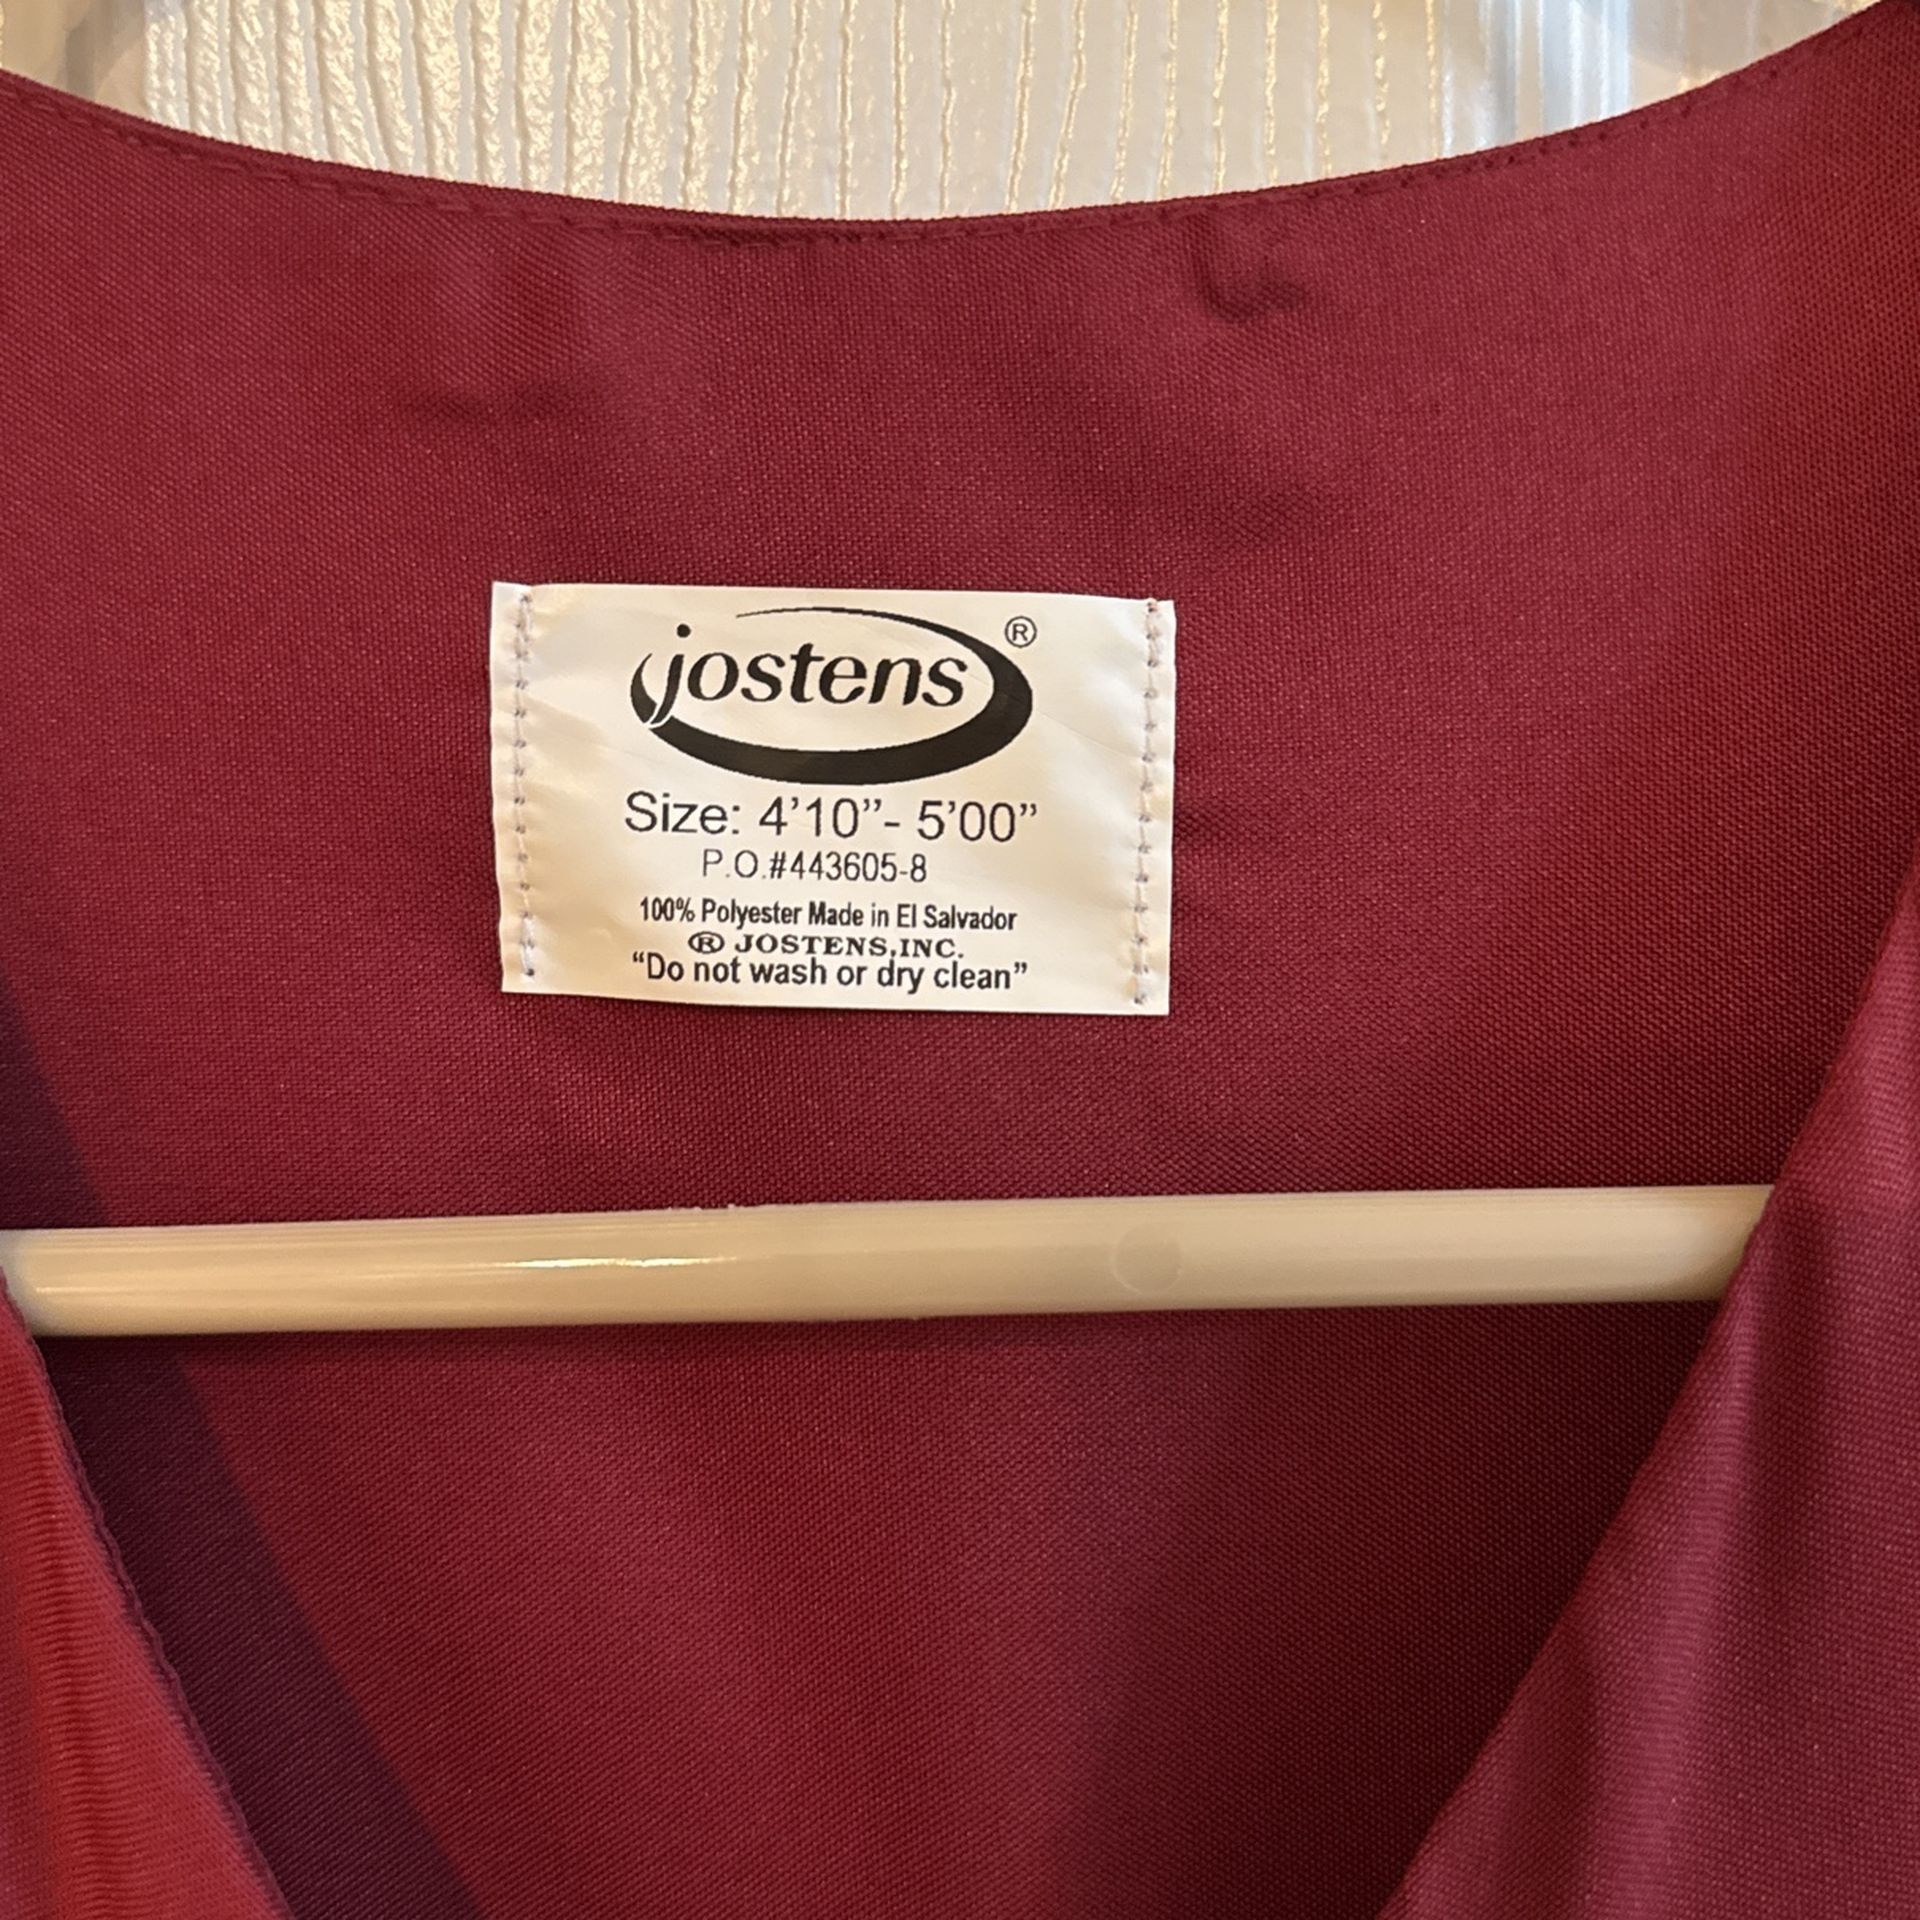 jostens®
Size: 4’10”- 5’00”
P.O.#443605-8
100% Polyester Made in El Salvador
® JOSTENS,INC.
“Do not wash or dry clean”